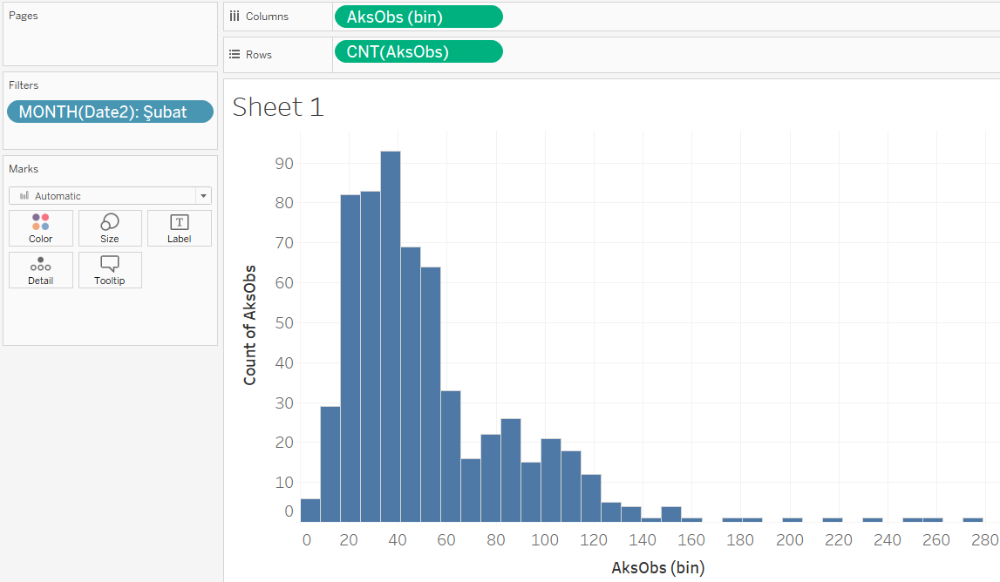 Pages
Columns
AksObs (bin)
Rows
CNT(AksObs)
Filters
MONTH(Date2): Şubat
Marks
Automatic
Color
Size
Label
Detail
Tooltip
Sheet 1
Count of AksObs
90
80
70
60
50
40
30
20
10
0
0 20 40 60 80 100 120 140 160 180 200 220 240 260 280
AksObs (bin)